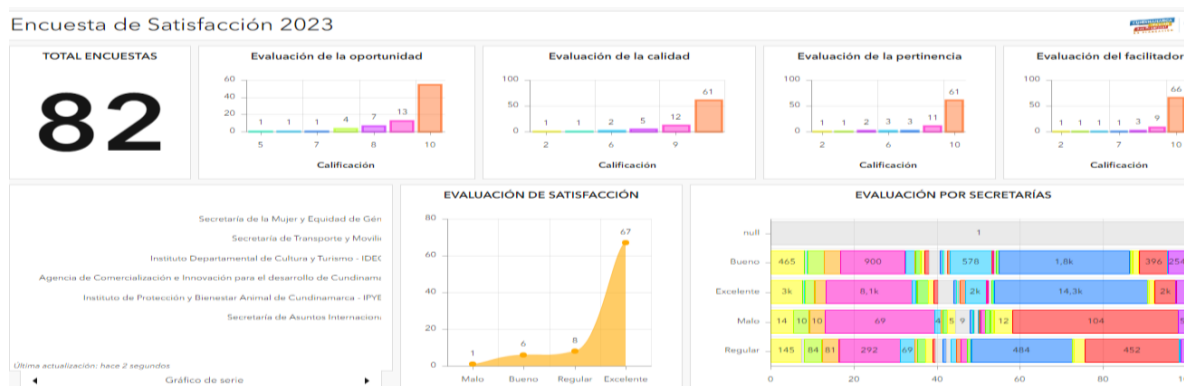 Encuesta de Satisfacción 2023
TOTAL ENCUESTAS
82
Evaluación de la oportunidad
60
40
20
0
1 1 1 4 7 13
5 7 8 10
Calificación
Evaluación de la calidad
100
50
0
1 1 2 5 12 61
2 6 9
Calificación
Evaluación de la pertinencia
100
50
0
1 1 2 3 3 11 61
2 6 10
Calificación
Evaluación del facilitador
100
50
0
1 1 1 1 3 9 66
2 7 10
Calificación
Secretaría de la Mujer y Equidad de Gén
Secretaría de Transporte y Movili
Instituto Departamental de Cultura y Turismo - IDEC
Agencia de Comercialización e Innovación para el desarrollo de Cundinama
Instituto de Protección y Bienestar Animal de Cundinamarca - IPYB
Secretaría de Asuntos Internacion
Última actualización: hace 2 segundos
Gráfico de serie
EVALUACIÓN DE SATISFACCIÓN
80
60
40
20
0
1 6 8 67
Malo Bueno Regular Excelente
EVALUACIÓN POR SECRETARÍAS
null 1
Bueno 465 900 578 1,8k 396 254
Excelente 3k 8,1k 2k 14,3k 2k
Malo 14 10 10 69 4 5 9 12 104
Regular 145 84 81 292 69 484 452
0 20 40 60 80